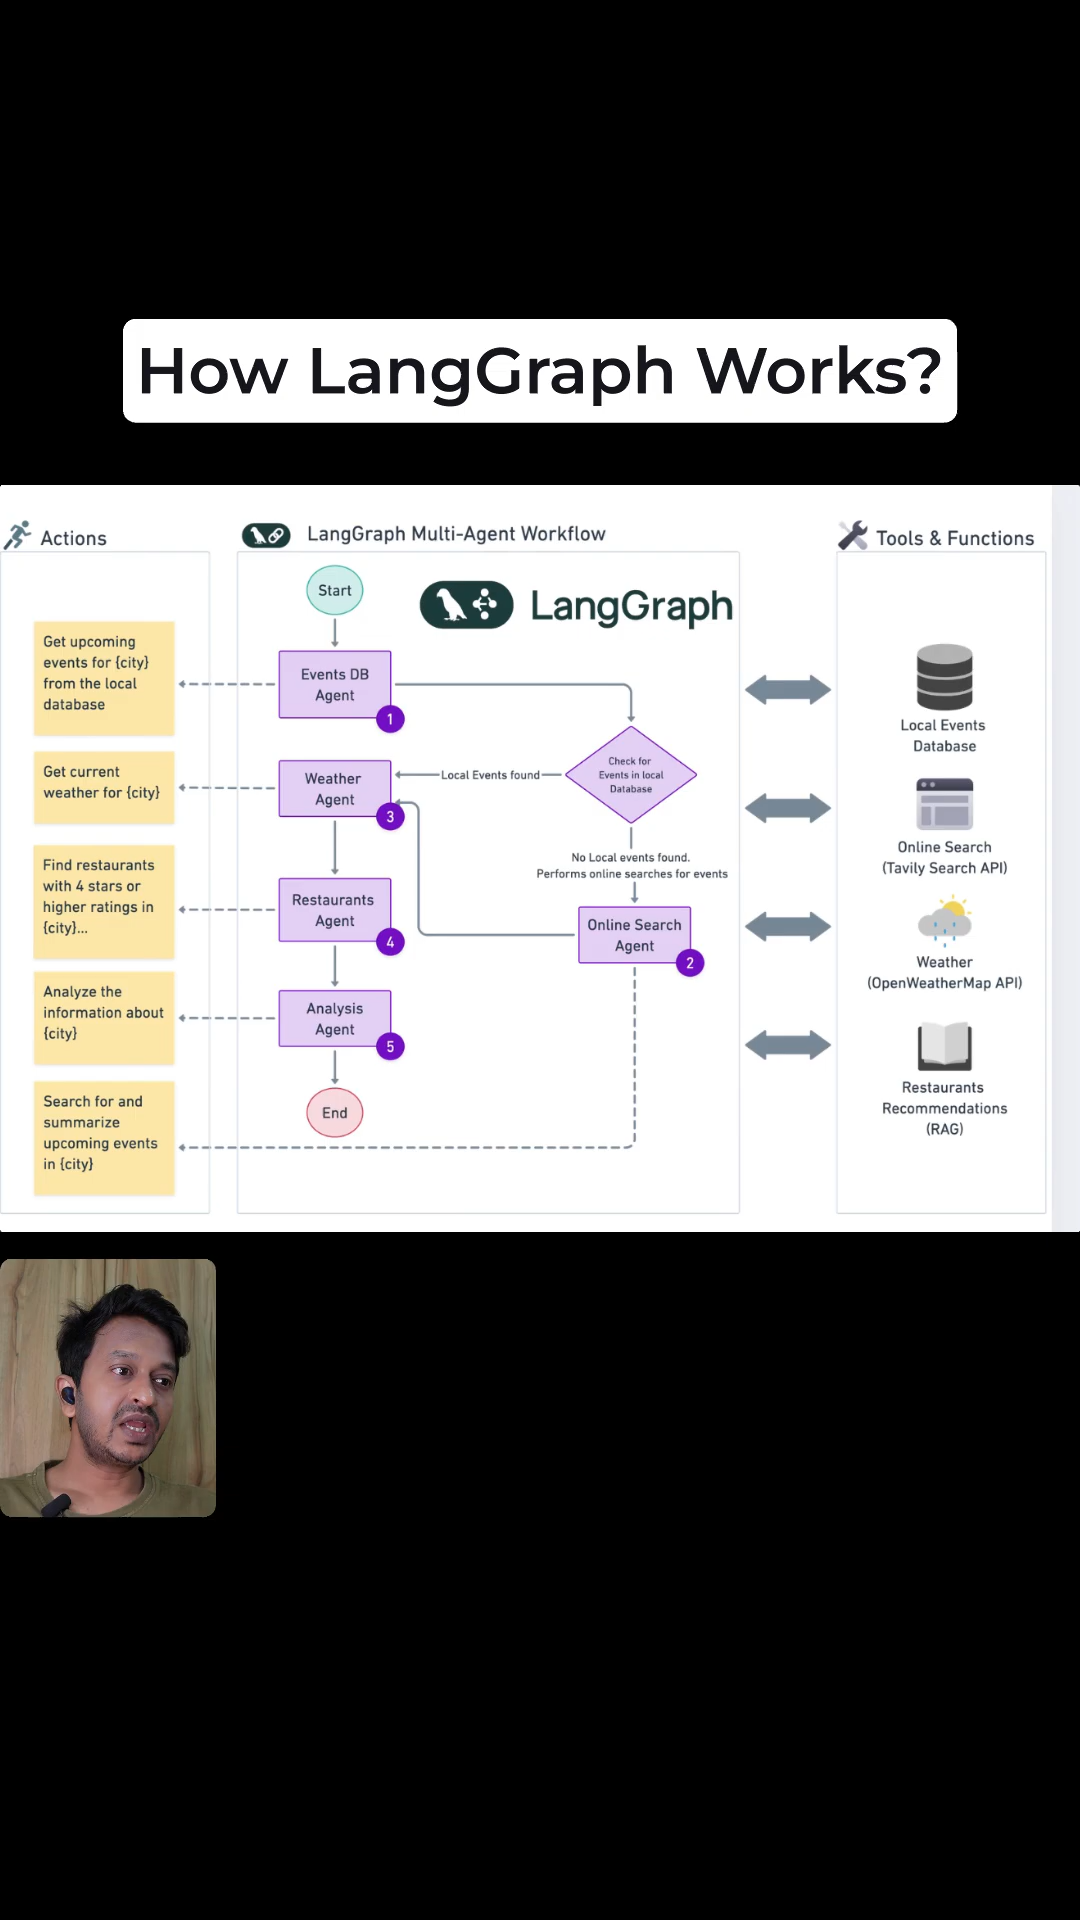 How LangGraph Works?
Actions
Get upcoming
events for {city}
from the local
database
Get current
weather for {city}
Find restaurants
with 4 stars or
higher ratings in
{city}...
Analyze the
information about
{city}
Search for and
summarize
upcoming events
in {city}
LangGraph Multi-Agent Workflow
LangGraph
Start
Events DB
Agent
1
Check for
Events in local
Database
Local Events found
Weather
Agent
3
No Local events found.
Performs online searches for events
Online Search
Agent
2
Restaurants
Agent
4
Analysis
Agent
5
End
Tools & Functions
Local Events
Database
Online Search
(Tavily Search API)
Weather
(OpenWeatherMap API)
Restaurants
Recommendations
(RAG)